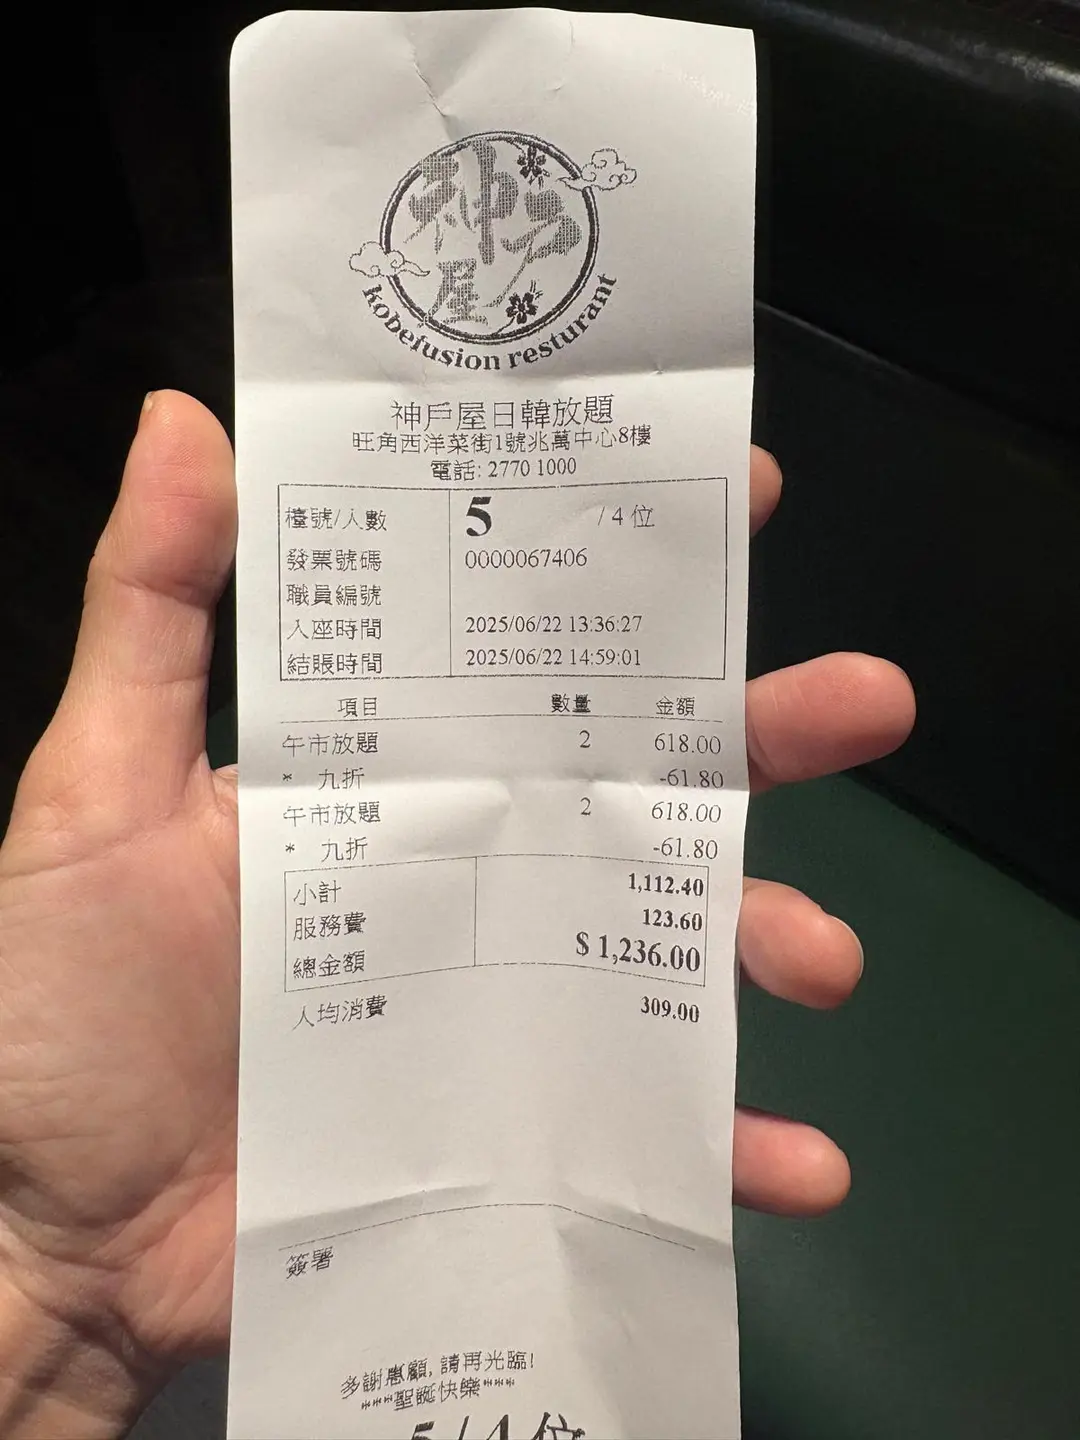 神戶屋
kobefusion resturant
神戶屋日韓放題
旺角西洋菜街1號兆萬中心8樓
電話: 2770 1000
檯號/人數 5 / 4 位
發票號碼 0000067406
職員編號
入座時間 2025/06/22 13:36:27
結賬時間 2025/06/22 14:59:01
項目 數量 金額
午市放題 2 618.00
* 九折 -61.80
午市放題 2 618.00
* 九折 -61.80
小計 1,112.40
服務費 123.60
總金額 $ 1,236.00
人均消費 309.00
簽署
多謝惠顧, 請再光臨!
***聖誕快樂***
5 / 4 位